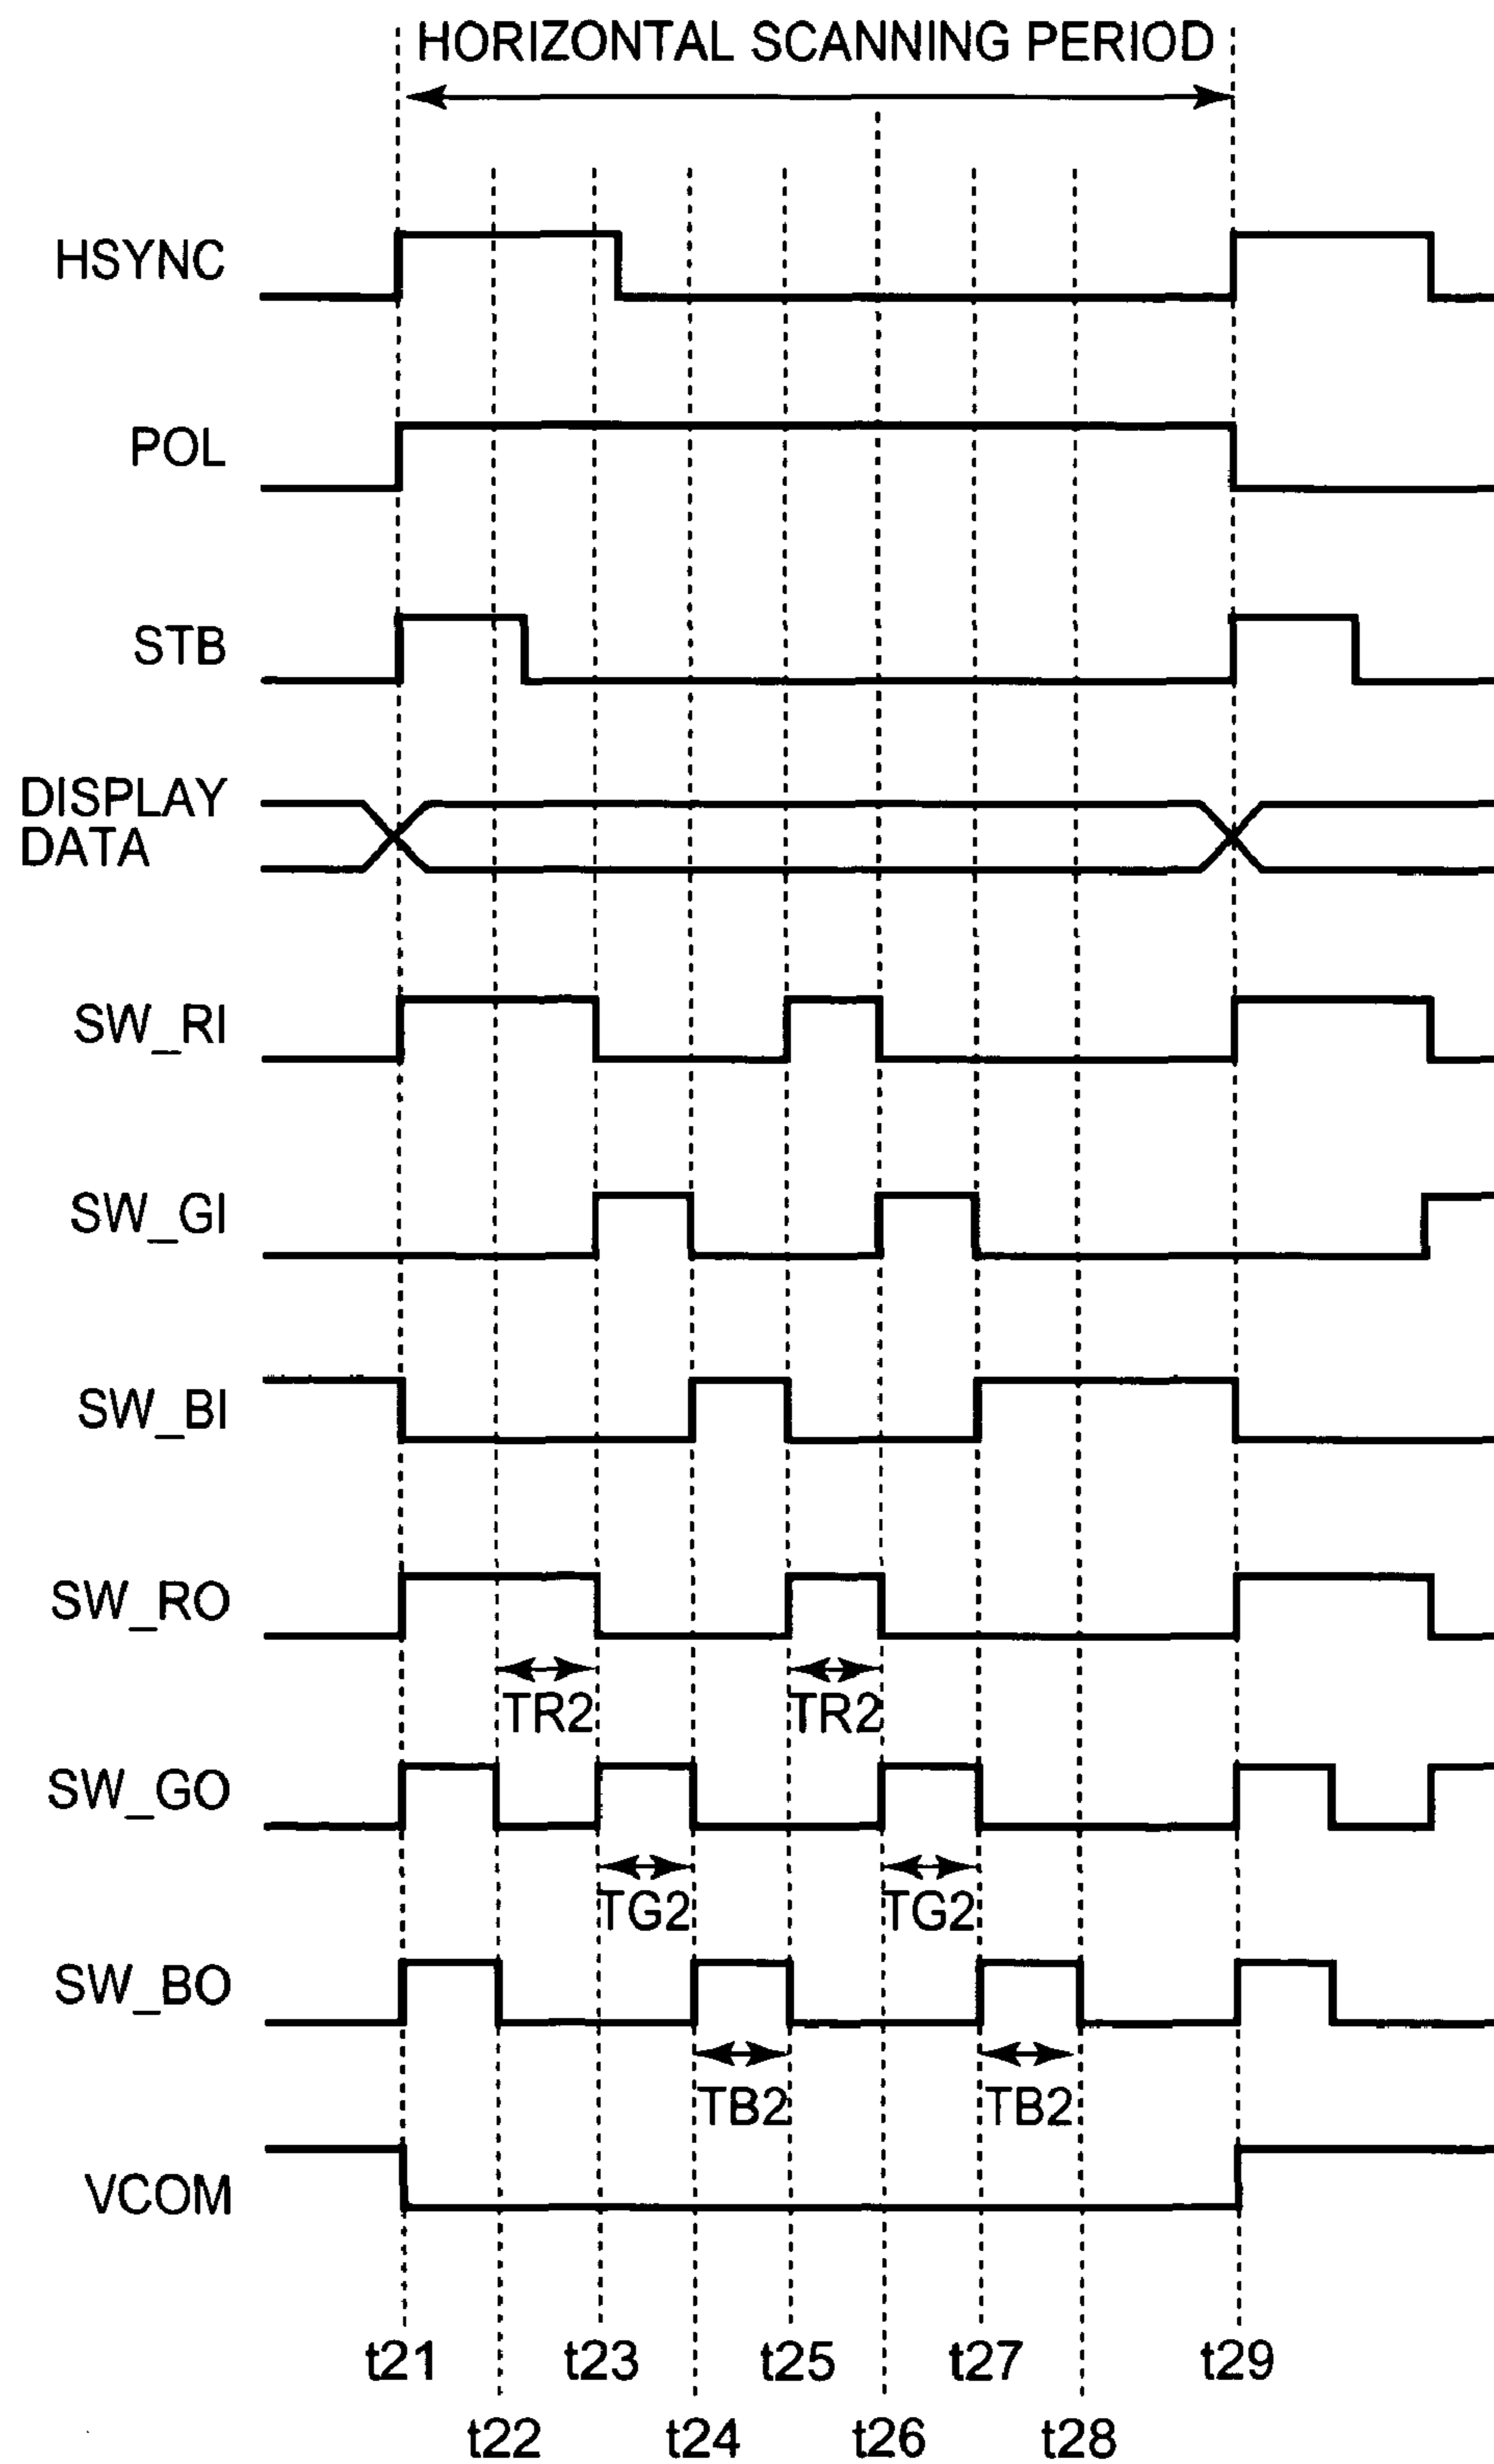 HORIZONTAL SCANNING PERIOD
HSYNC
POL
STB
DISPLAY
DATA
SW_RI
SW_GI
SW_BI
SW_RO
TR2 TR2
SW_GO
TG2 TG2
SW_BO
TB2 TB2
VCOM
t21 t23 t25 t27 t29
t22 t24 t26 t28